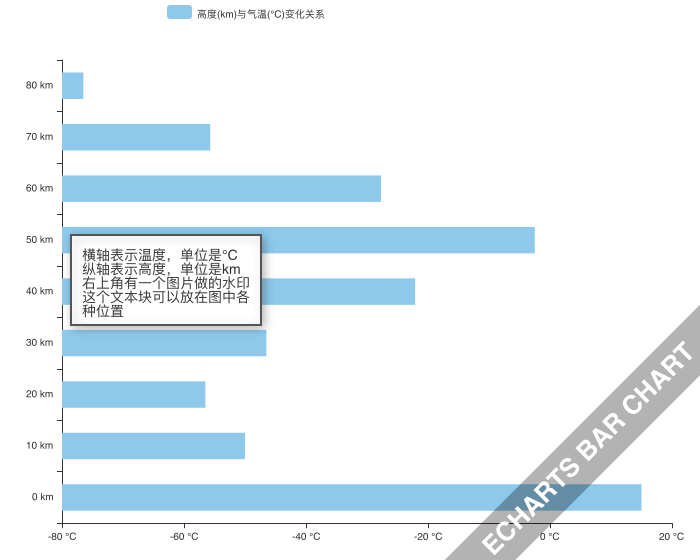 高度(km)与气温(°C)变化关系
80 km
70 km
60 km
50 km
横轴表示温度，单位是°C
纵轴表示高度，单位是km
右上角有一个图片做的水印
这个文本块可以放在图中各
种位置
40 km
30 km
20 km
10 km
0 km
-80 °C
-60 °C
-40 °C
-20 °C
0 °C
20 °C
ECHARTS BAR CHART